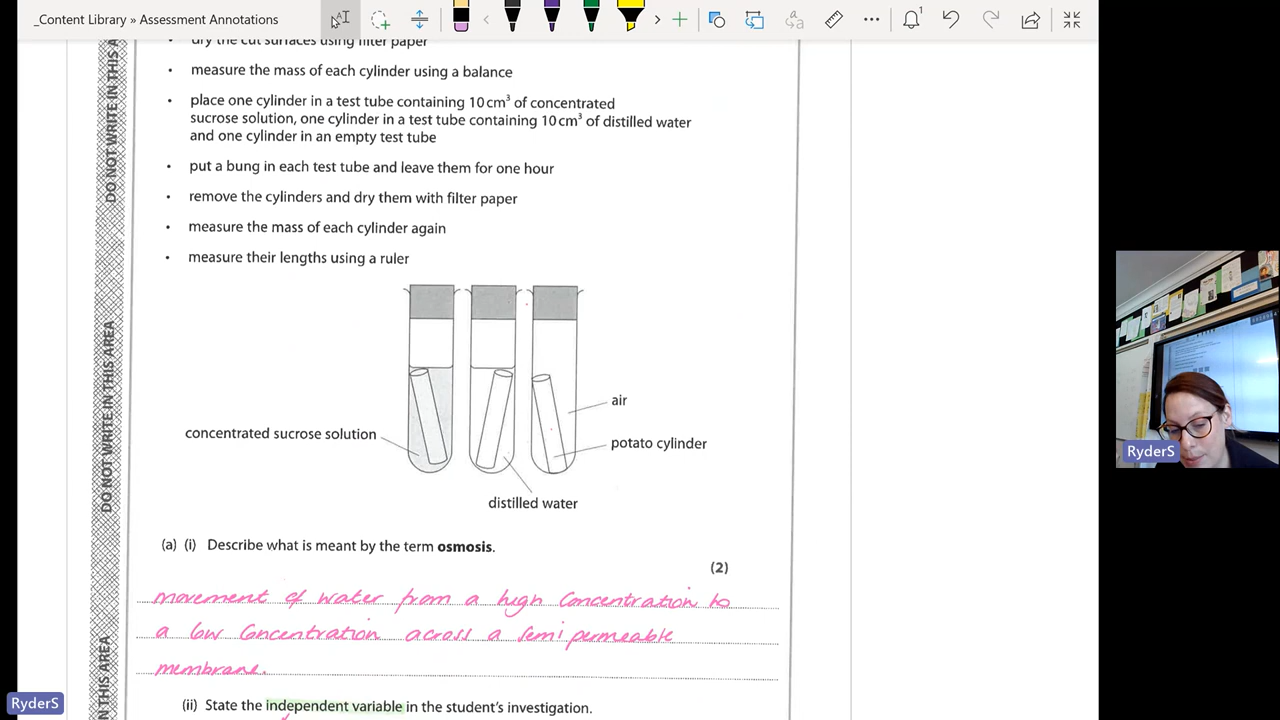 _Content Library » Assessment Annotations
DO NOT WRITE IN THIS A
dry the cut surfaces using filter paper
• measure the mass of each cylinder using a balance
• place one cylinder in a test tube containing 10 cm³ of concentrated
sucrose solution, one cylinder in a test tube containing 10 cm³ of distilled water
and one cylinder in an empty test tube
• put a bung in each test tube and leave them for one hour
• remove the cylinders and dry them with filter paper
• measure the mass of each cylinder again
• measure their lengths using a ruler
DO NOT WRITE IN THIS AREA
air
concentrated sucrose solution
potato cylinder
distilled water
(a) (i) Describe what is meant by the term osmosis.
(2)
movement of water from a high concentration to
a low concentration across a semi permeable
membrane.
N THIS AREA
(ii) State the independent variable in the student's investigation.
RyderS
RyderS
1